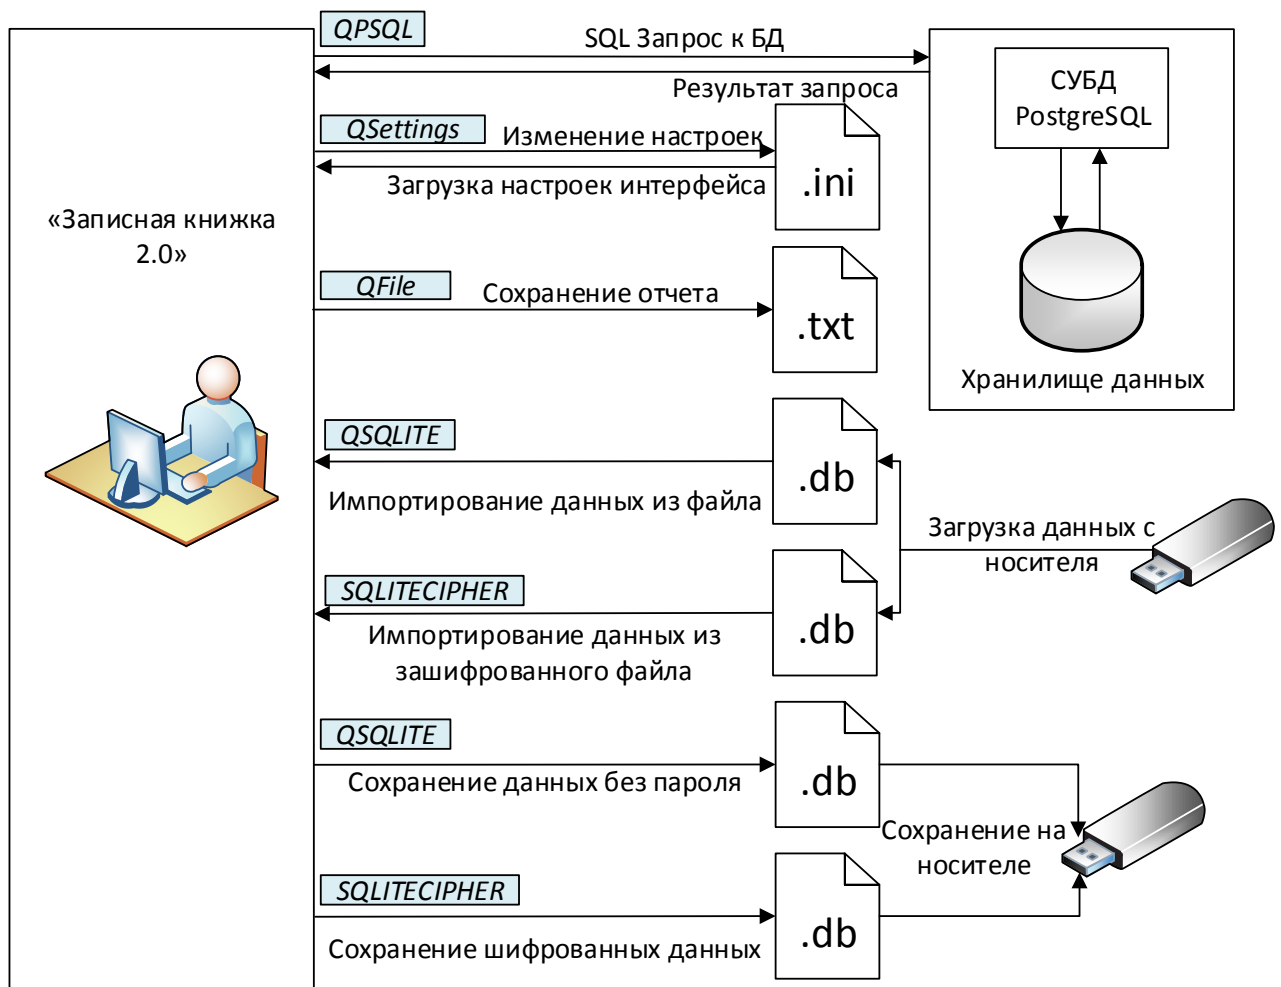 QPSQL
SQL Запрос к БД
Результат запроса
СУБД
PostgreSQL
Хранилище данных
«Записная книжка
2.0»
QSettings
Изменение настроек
Загрузка настроек интерфейса
.ini
QFile
Сохранение отчета
.txt
QSQLITE
Импортирование данных из файла
.db
Загрузка данных с
носителя
SQLITECIPHER
Импортирование данных из
зашифрованного файла
.db
QSQLITE
Сохранение данных без пароля
.db
Сохранение на
носителе
SQLITECIPHER
Сохранение шифрованных данных
.db